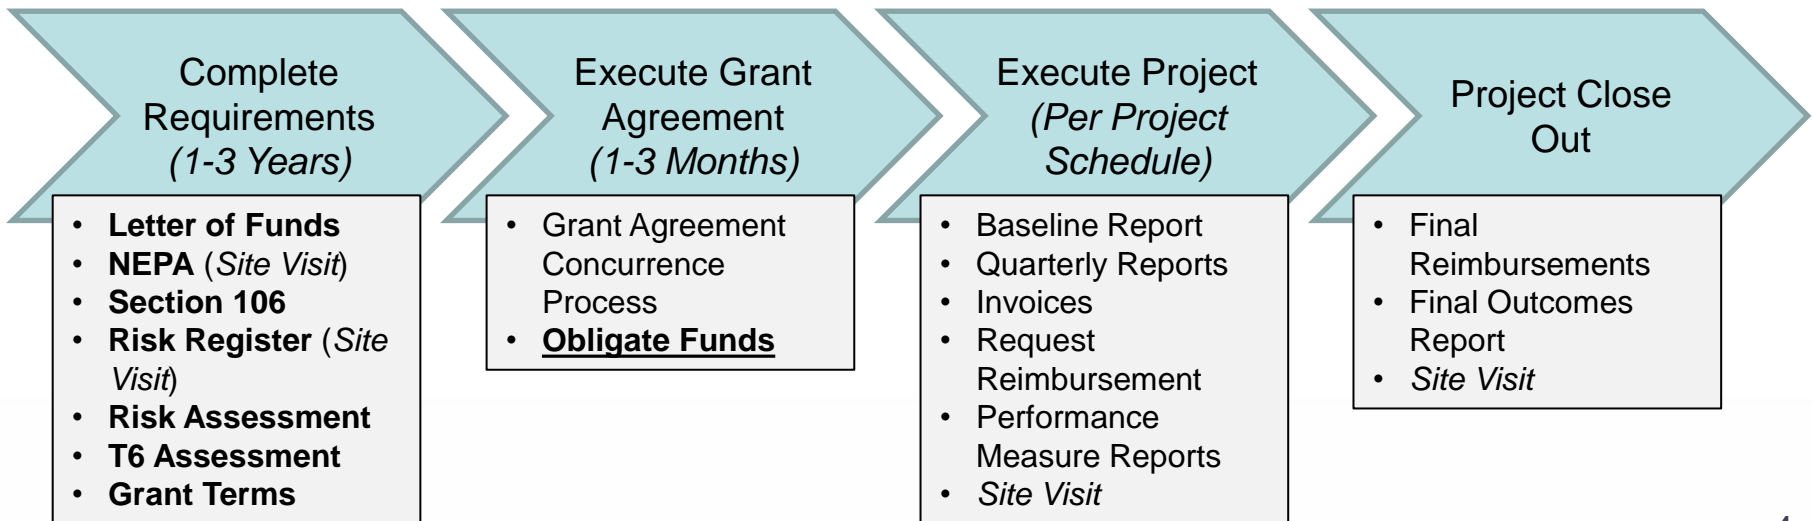 Complete
Requirements
(1-3 Years)
• Letter of Funds
• NEPA (Site Visit)
• Section 106
• Risk Register (Site
Visit)
• Risk Assessment
• T6 Assessment
• Grant Terms
Execute Grant
Agreement
(1-3 Months)
• Grant Agreement
Concurrence
Process
• Obligate Funds
Execute Project
(Per Project
Schedule)
• Baseline Report
• Quarterly Reports
• Invoices
• Request
Reimbursement
• Performance
Measure Reports
• Site Visit
Project Close
Out
• Final
Reimbursements
• Final Outcomes
Report
• Site Visit